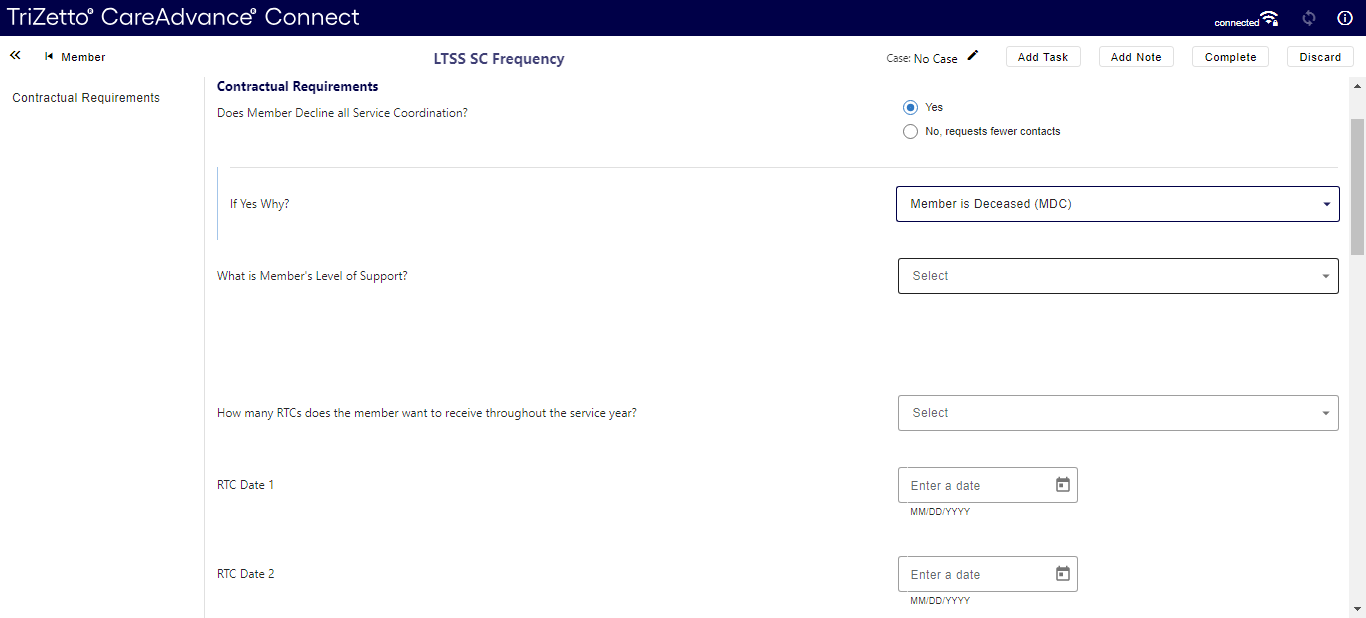 TriZetto® CareAdvance® Connect
connected
Member
LTSS SC Frequency
Case: No Case
Add Task
Add Note
Complete
Discard
Contractual Requirements
Contractual Requirements
Does Member Decline all Service Coordination?
Yes
No, requests fewer contacts
If Yes Why?
Member is Deceased (MDC)
What is Member's Level of Support?
Select
How many RTCs does the member want to receive throughout the service year?
Select
RTC Date 1
Enter a date
MM/DD/YYYY
RTC Date 2
Enter a date
MM/DD/YYYY